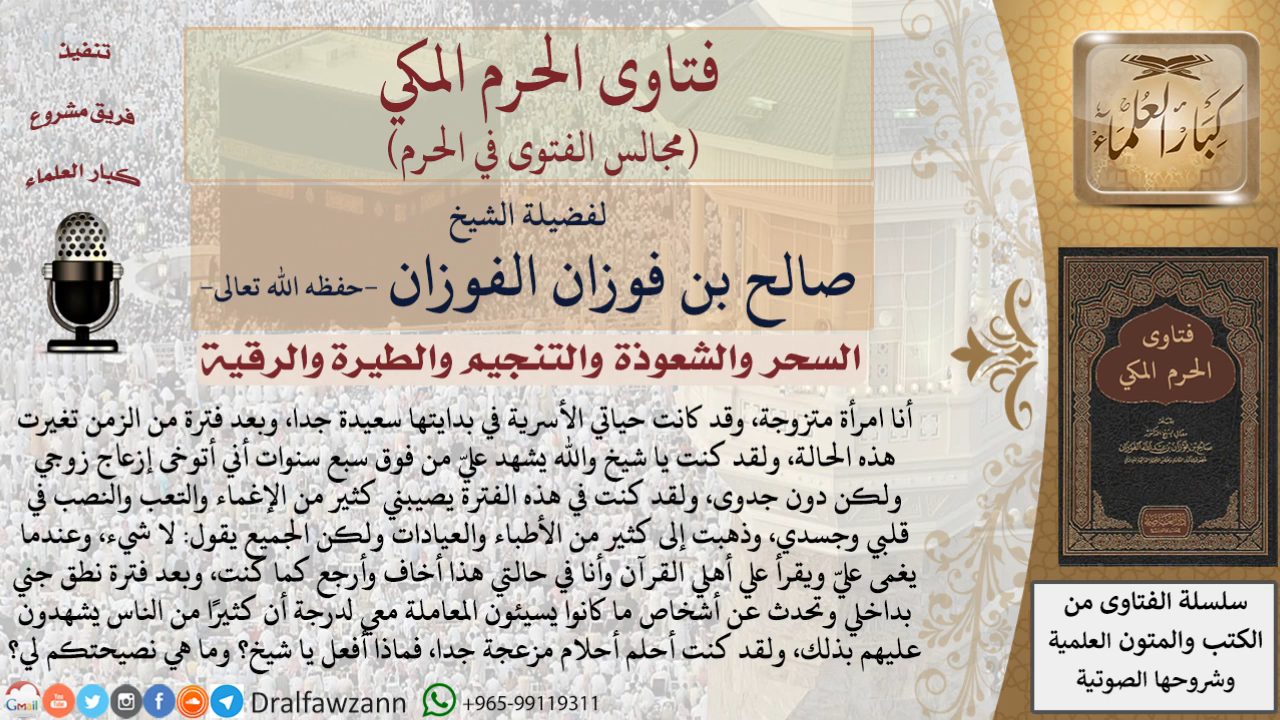 تنفيذ
فريق مشروع
كبار العلماء
فتاوى الحرم المكي
(مجالس الفتوى في الحرم)
لفضيلة الشيخ
صالح بن فوزان الفوزان -حفظه الله تعالى-
السحر والشعوذة والتنجيم والطيرة والرقية
أنا امرأة متزوجة، وقد كانت حياتي الأسرية في بدايتها سعيدة جدا، وبعد فترة من الزمن تغيرت
هذه الحالة، ولقد كنت يا شيخ والله يشهد عليّ من فوق سبع سنوات أني أتوخى إزعاج زوجي
ولكن دون جدوى، ولقد كنت في هذه الفترة يصيبني كثير من الإغماء والتعب والنصب في
قلبي وجسدي، وذهبت إلى كثير من الأطباء والعيادات ولكن الجميع يقول: لا شيء، وعندما
يغمى عليّ ويقرأ علي أهلي القرآن وأنا في حالتي هذا أخاف وأرجع كما كنت، وبعد فترة نطق جني
بداخلي وتحدث عن أشخاص ما كانوا يسيئون المعاملة معي لدرجة أن كثيرًا من الناس يشهدون
عليهم بذلك، ولقد كنت أحلم أحلام مزعجة جدا، فماذا أفعل يا شيخ؟ وما هي نصيحتكم لي؟
كِبَارُ العُلَمَاء
فتاوى
الحرم المكي
سلسلة الفتاوى من
الكتب والمتون العلمية
وشروحها الصوتية
Gmail Dralfawzann +965-99119311